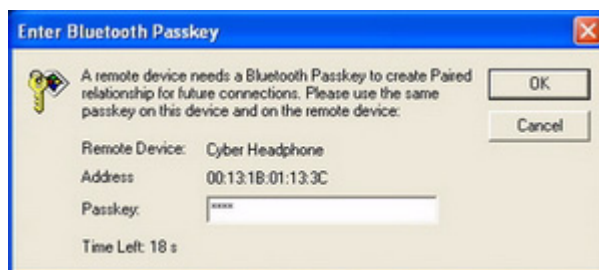 Enter Bluetooth Passkey
A remote device needs a Bluetooth Passkey to create Paired
relationship for future connections. Please use the same
passkey on this device and on the remote device:
OK
Cancel
Remote Device: Cyber Headphone
Address 00:13:1B:01:13:3C
Passkey: ****
Time Left: 18 s